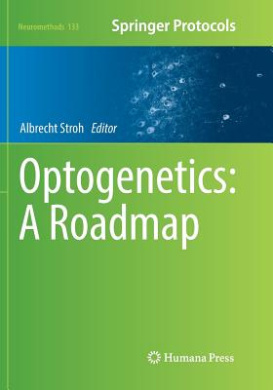 Neuromethods 133
Springer Protocols
Albrecht Stroh Editor
Optogenetics:
A Roadmap
Humana Press